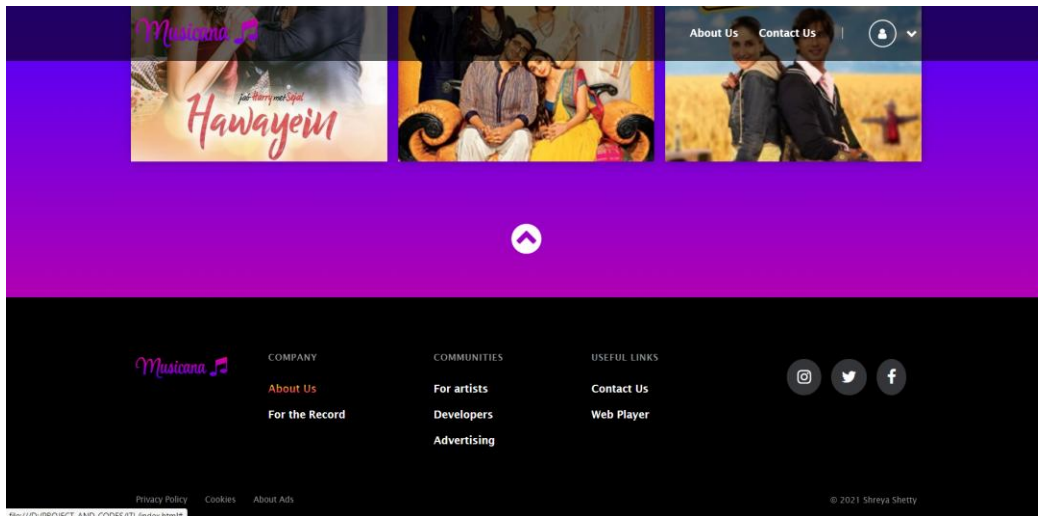 Musicana
About Us Contact Us |
jab Harry met Sejal
Hawayein
Musicana
COMPANY
About Us
For the Record
COMMUNITIES
For artists
Developers
Advertising
USEFUL LINKS
Contact Us
Web Player
Privacy Policy Cookies About Ads
© 2021 Shreya Shetty